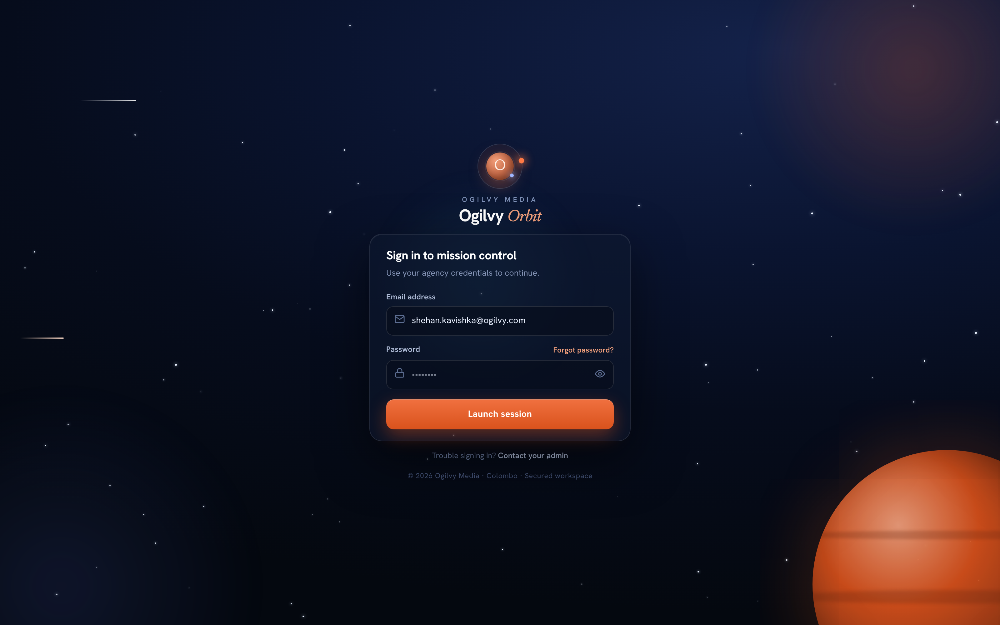 O
OGILVY MEDIA
Ogilvy Orbit
Sign in to mission control
Use your agency credentials to continue.
Email address
shehan.kavishka@ogilvy.com
Password
Forgot password?
▪▪▪▪▪▪▪▪
Launch session
Trouble signing in? Contact your admin
© 2026 Ogilvy Media · Colombo · Secured workspace